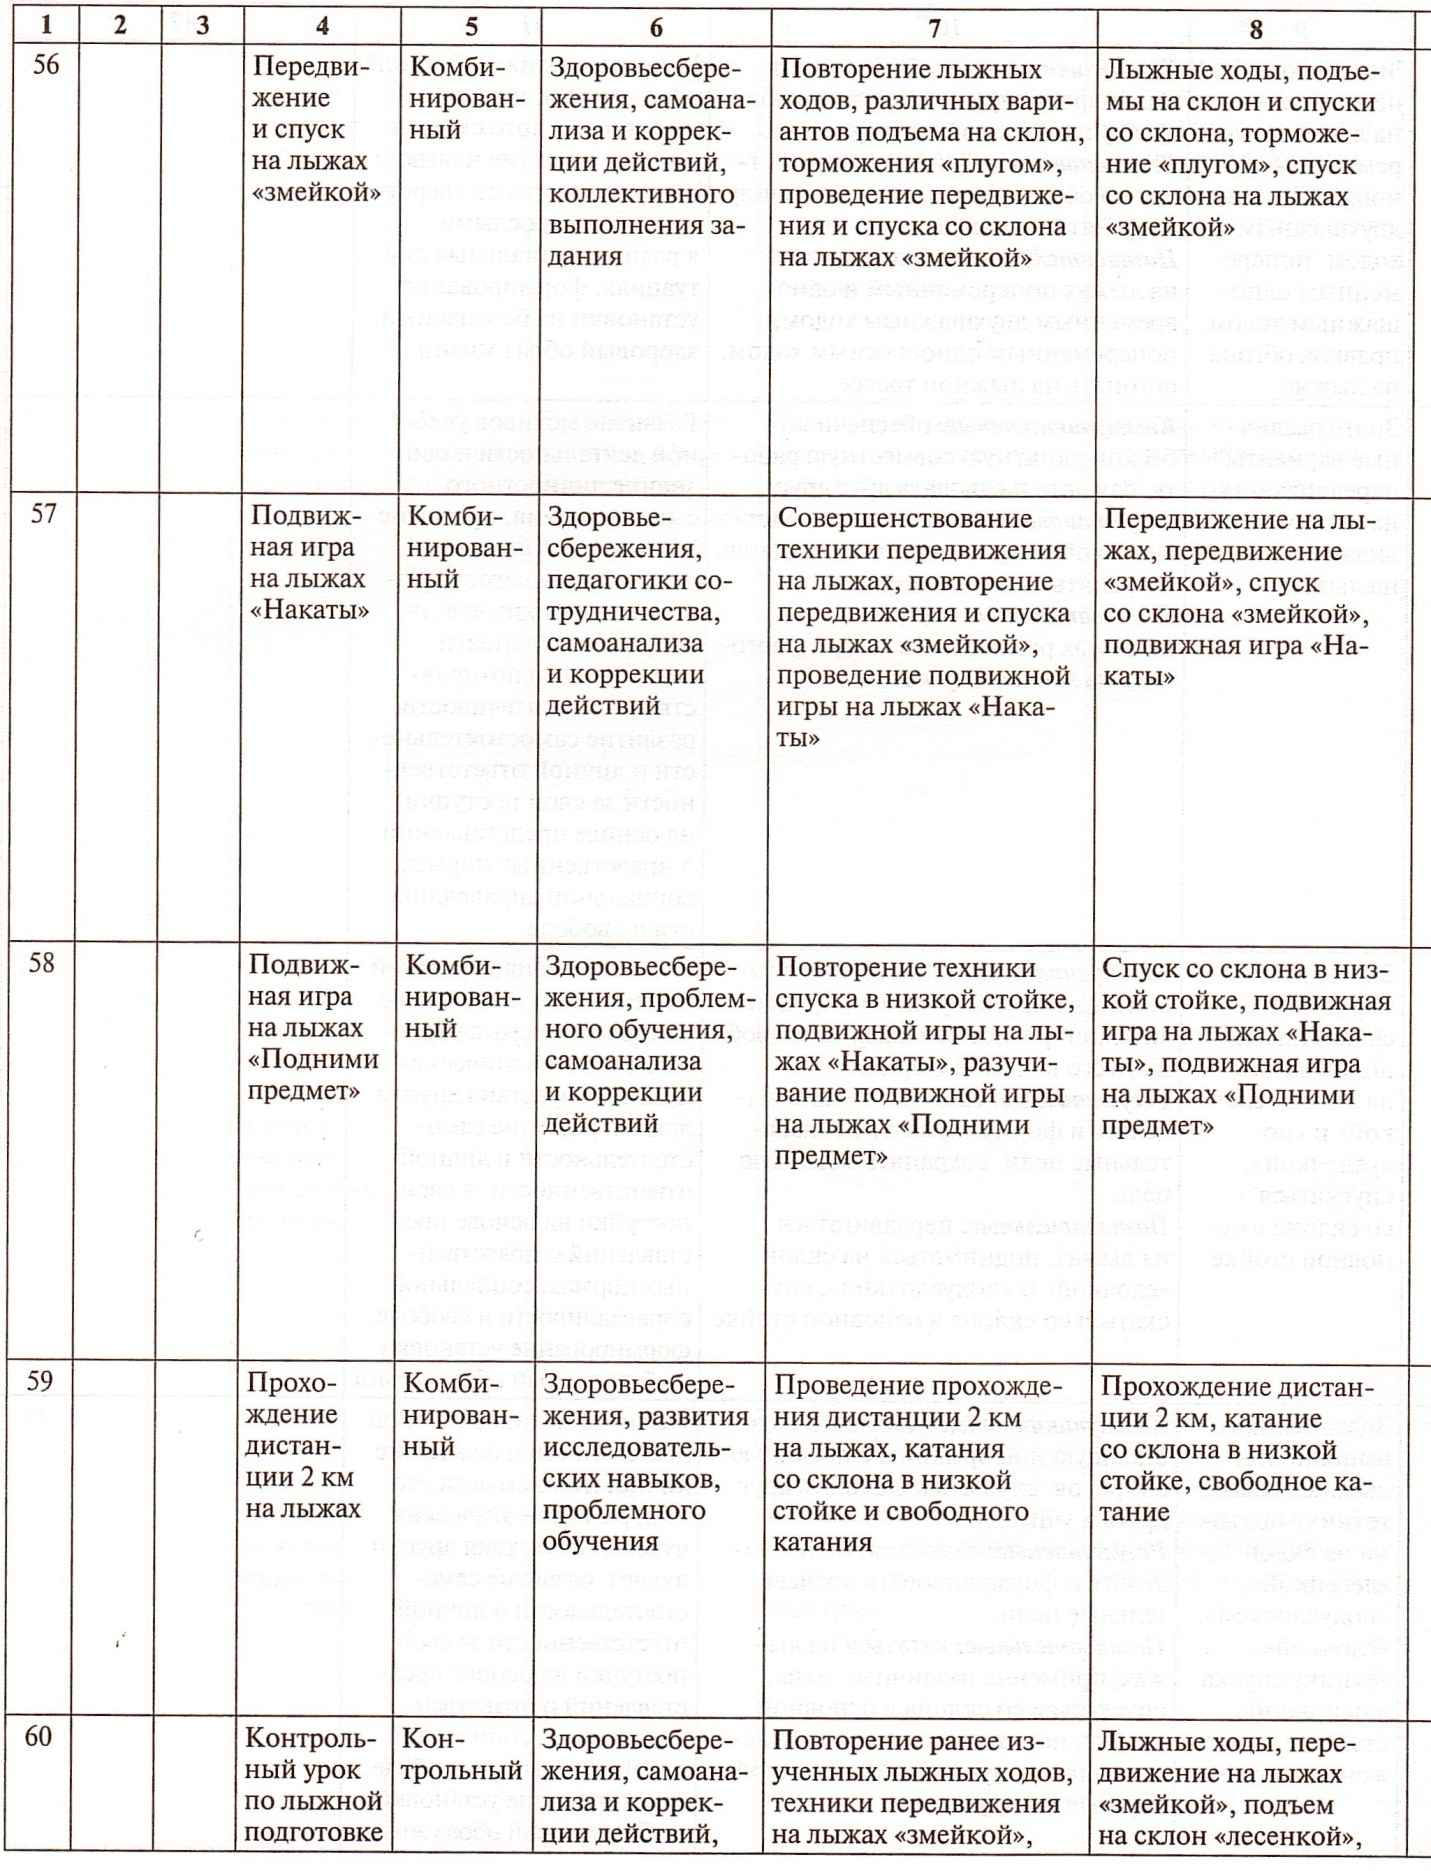 1 2 3 4 5 6 7 8
56
Передви-
жение
и спуск
на лыжах
«змейкой»
Комби-
нирован-
ный
Здоровьесбере-
жения, самоана-
лиза и коррек-
ции действий,
коллективного
выполнения за-
дания
Повторение лыжных
ходов, различных вари-
антов подъема на склон,
торможения «плугом»,
проведение передвиже-
ния и спуска со склона
на лыжах «змейкой»
Лыжные ходы, подъе-
мы на склон и спуски
со склона, торможе-
ние «плугом», спуск
со склона на лыжах
«змейкой»
57
Подвиж-
ная игра
на лыжах
«Накаты»
Комби-
нирован-
ный
Здоровье-
сбережения,
педагогики со-
трудничества,
самоанализа
и коррекции
действий
Совершенствование
техники передвижения
на лыжах, повторение
передвижения и спуска
на лыжах «змейкой»,
проведение подвижной
игры на лыжах «Нака-
ты»
Передвижение на лы-
жах, передвижение
«змейкой», спуск
со склона «змейкой»,
подвижная игра «На-
каты»
58
Подвиж-
ная игра
на лыжах
«Подними
предмет»
Комби-
нирован-
ный
Здоровьесбере-
жения, проблем-
ного обучения,
самоанализа
и коррекции
действий
Повторение техники
спуска в низкой стойке,
подвижной игры на лы-
жах «Накаты», разучи-
вание подвижной игры
на лыжах «Подними
предмет»
Спуск со склона в низ-
кой стойке, подвижная
игра на лыжах «Нака-
ты», подвижная игра
на лыжах «Подними
предмет»
59
Прохо-
ждение
дистан-
ции 2 км
на лыжах
Комби-
нирован-
ный
Здоровьесбере-
жения, развития
исследователь-
ских навыков,
проблемного
обучения
Проведение прохожде-
ния дистанции 2 км
на лыжах, катания
со склона в низкой
стойке и свободного
катания
Прохождение дистан-
ции 2 км, катание
со склона в низкой
стойке, свободное ка-
тание
60
Контроль-
ный урок
по лыжной
подготовке
Кон-
трольный
Здоровьесбере-
жения, самоана-
лиза и коррек-
ции действий,
Повторение ранее из-
ученных лыжных ходов,
техники передвижения
на лыжах «змейкой»,
Лыжные ходы, пере-
движение на лыжах
«змейкой», подъем
на склон «лесенкой»,